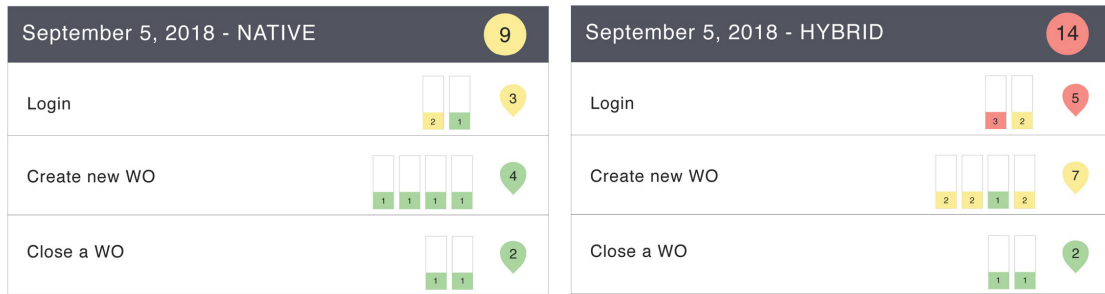 September 5, 2018 - NATIVE 9
Login 2 1 3
Create new WO 1 1 1 1 4
Close a WO 1 1 2
September 5, 2018 - HYBRID 14
Login 3 2 5
Create new WO 2 2 1 2 7
Close a WO 1 1 2